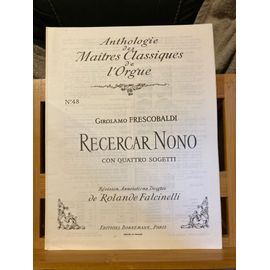 Anthologie
des
Maîtres Classiques
de
l'Orgue
N°48
GIROLAMO FRESCOBALDI
RECERCAR NONO
CON QUATTRO SOGETTI
Révision, Annotations, Doigtés
de Rolande Falcinelli
EDITIONS BORNEMANN, PARIS